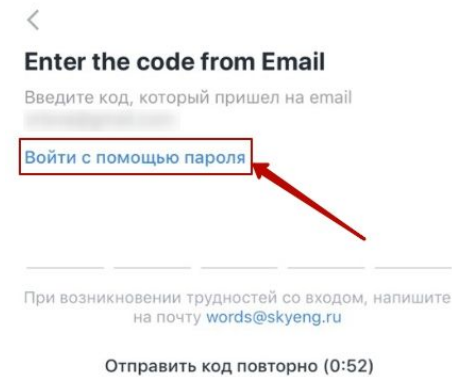 Enter the code from Email
Введите код, который пришел на email
Войти с помощью пароля
При возникновении трудностей со входом, напишите
на почту words@skyeng.ru
Отправить код повторно (0:52)